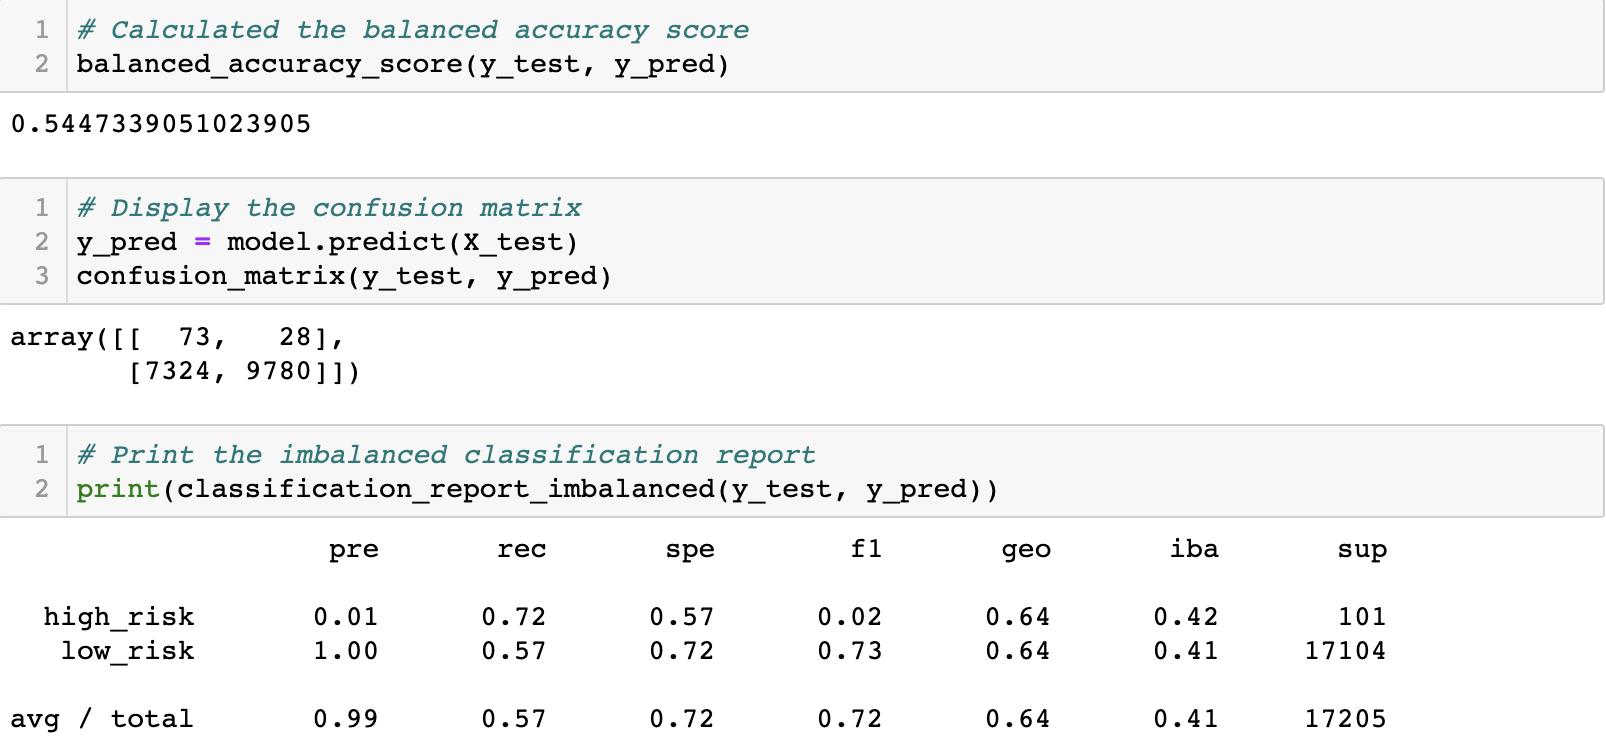 1 # Calculated the balanced accuracy score
2 balanced_accuracy_score(y_test, y_pred)
0.5447339051023905
1 # Display the confusion matrix
2 y_pred = model.predict(X_test)
3 confusion_matrix(y_test, y_pred)
array([[  73,   28],
       [7324, 9780]])
1 # Print the imbalanced classification report
2 print(classification_report_imbalanced(y_test, y_pred))
pre rec spe f1 geo iba sup
high_risk 0.01 0.72 0.57 0.02 0.64 0.42 101
low_risk 1.00 0.57 0.72 0.73 0.64 0.41 17104
avg / total 0.99 0.57 0.72 0.72 0.64 0.41 17205